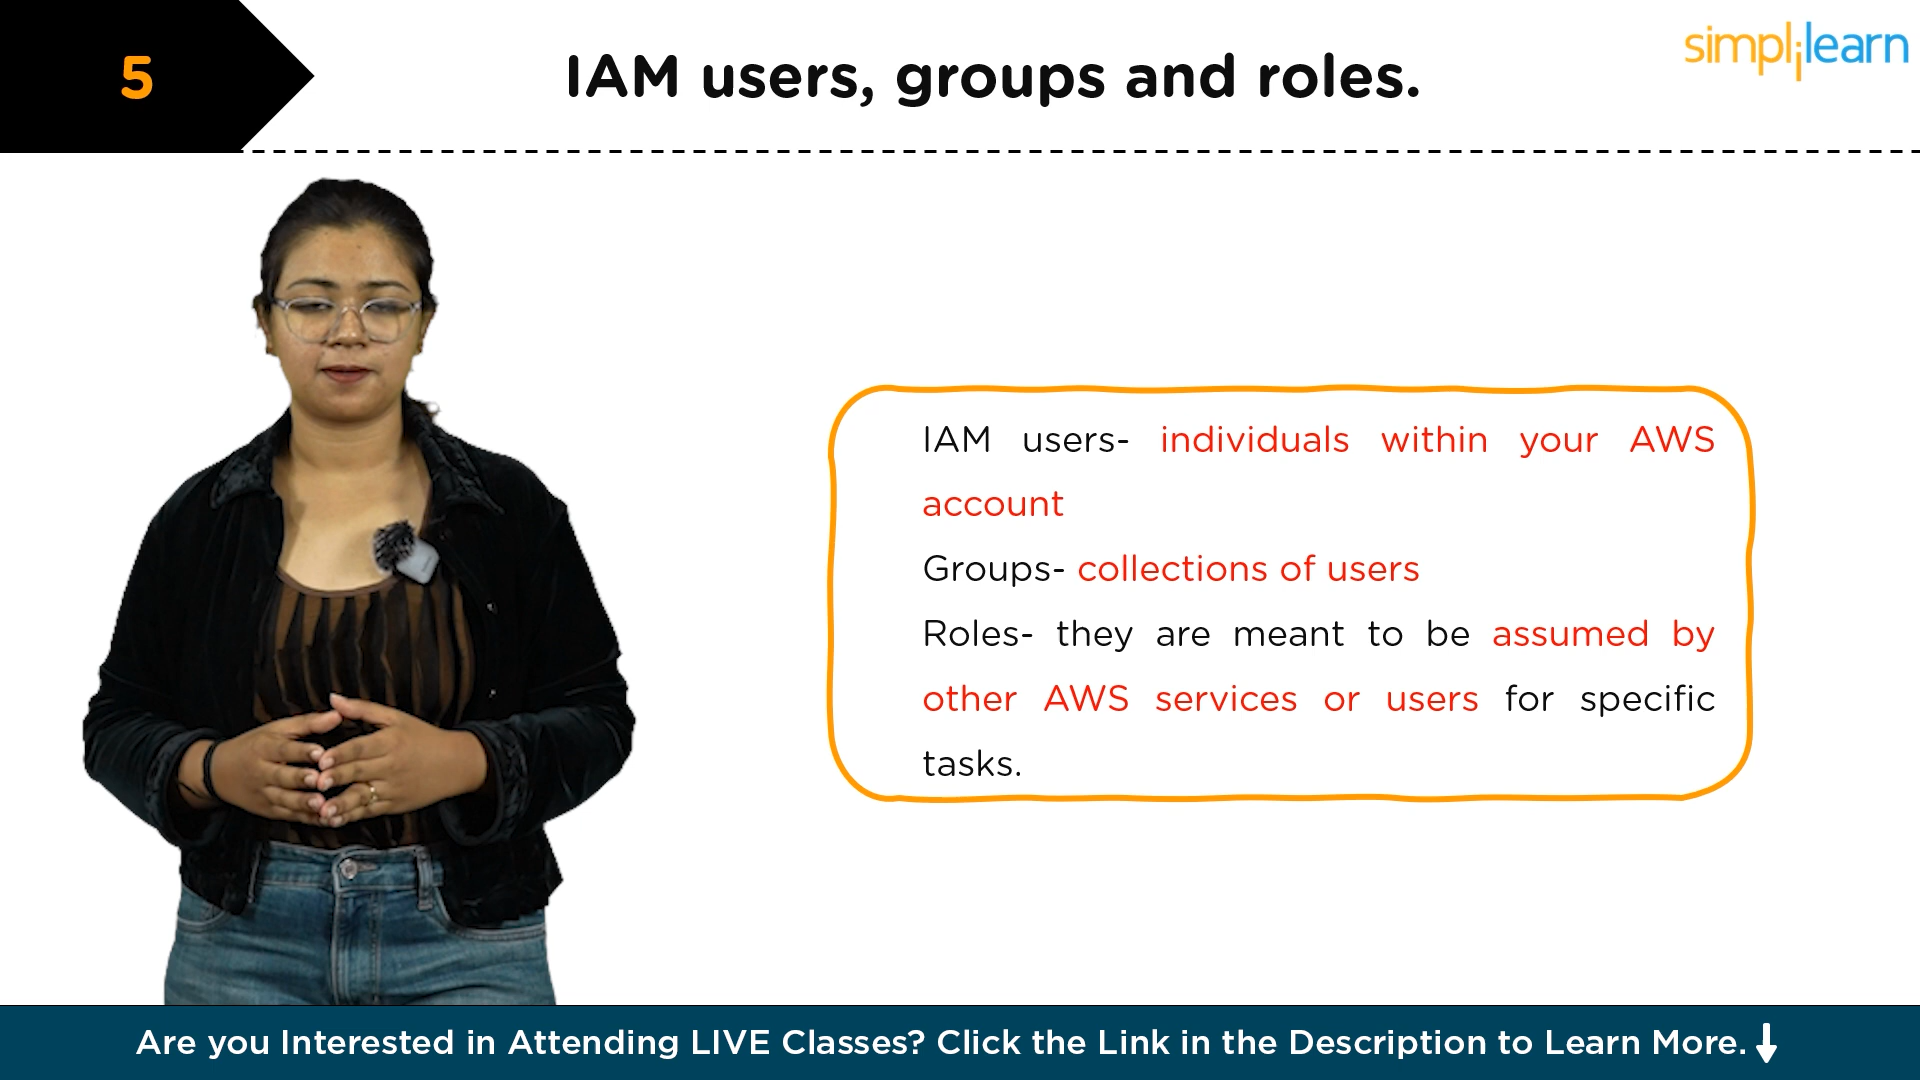 5
IAM users, groups and roles.
simplilearn
IAM users- individuals within your AWS
account
Groups- collections of users
Roles- they are meant to be assumed by
other AWS services or users for specific
tasks.
Are you Interested in Attending LIVE Classes? Click the Link in the Description to Learn More.